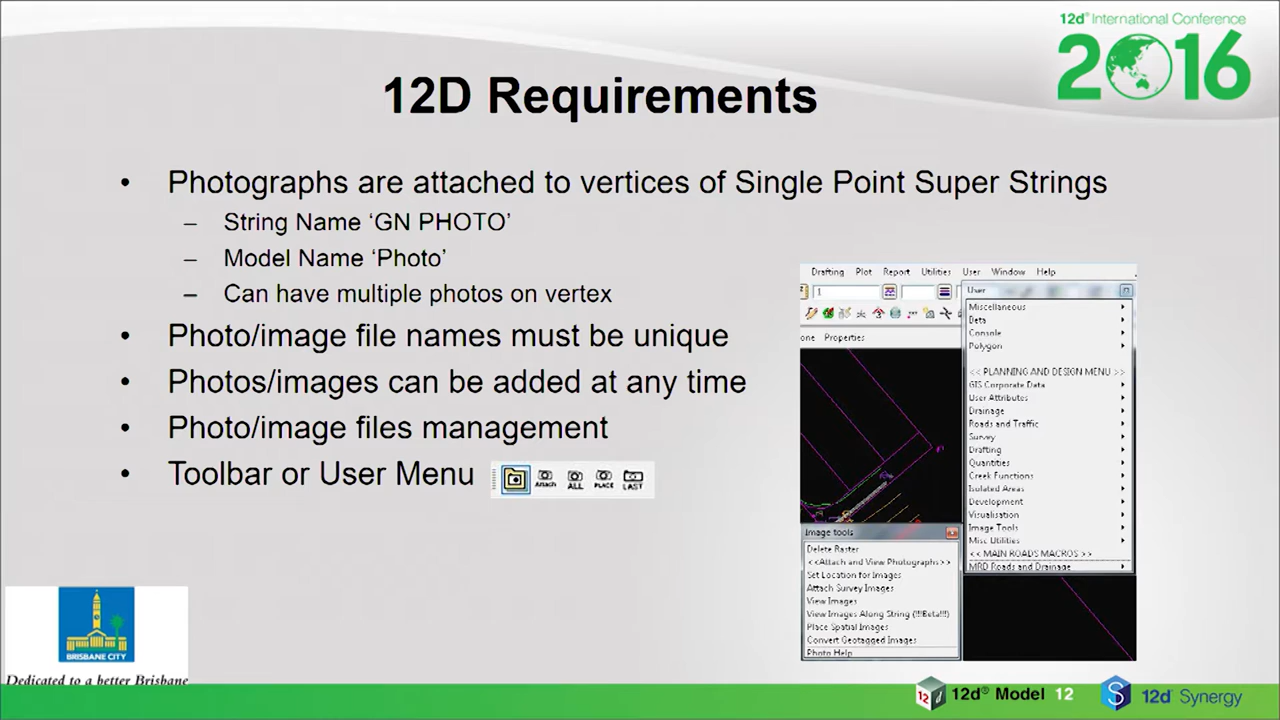 12d® International Conference
2016
12D Requirements
• Photographs are attached to vertices of Single Point Super Strings
– String Name ‘GN PHOTO’
– Model Name ‘Photo’
– Can have multiple photos on vertex
• Photo/image file names must be unique
• Photos/images can be added at any time
• Photo/image files management
• Toolbar or User Menu
Attach ALL PLACE LAST
Drafting Plot Report Utilities User Window Help
1
User
Miscellaneous
Beta
Console
Polygon
Properties
<< PLANNING AND DESIGN MENU >>
GIS Corporate Data
User Attributes
Drainage
Roads and Traffic
Survey
Drafting
Quantities
Creek Functions
Isolated Areas
Development
Visualisation
Image Tools
Misc Utilities
<< MAIN ROADS MACROS >>
MRD Roads and Drainage
Image tools
Delete Raster
<<Attach and View Photographs>>
Set Location for Images
Attach Survey Images
View Images
View Images Along String (!!!Beta!!!)
Place Spatial Images
Convert Geotagged Images
Photo Help
BRISBANE CITY
Dedicated to a better Brisbane
12d® Model 12
12d® Synergy